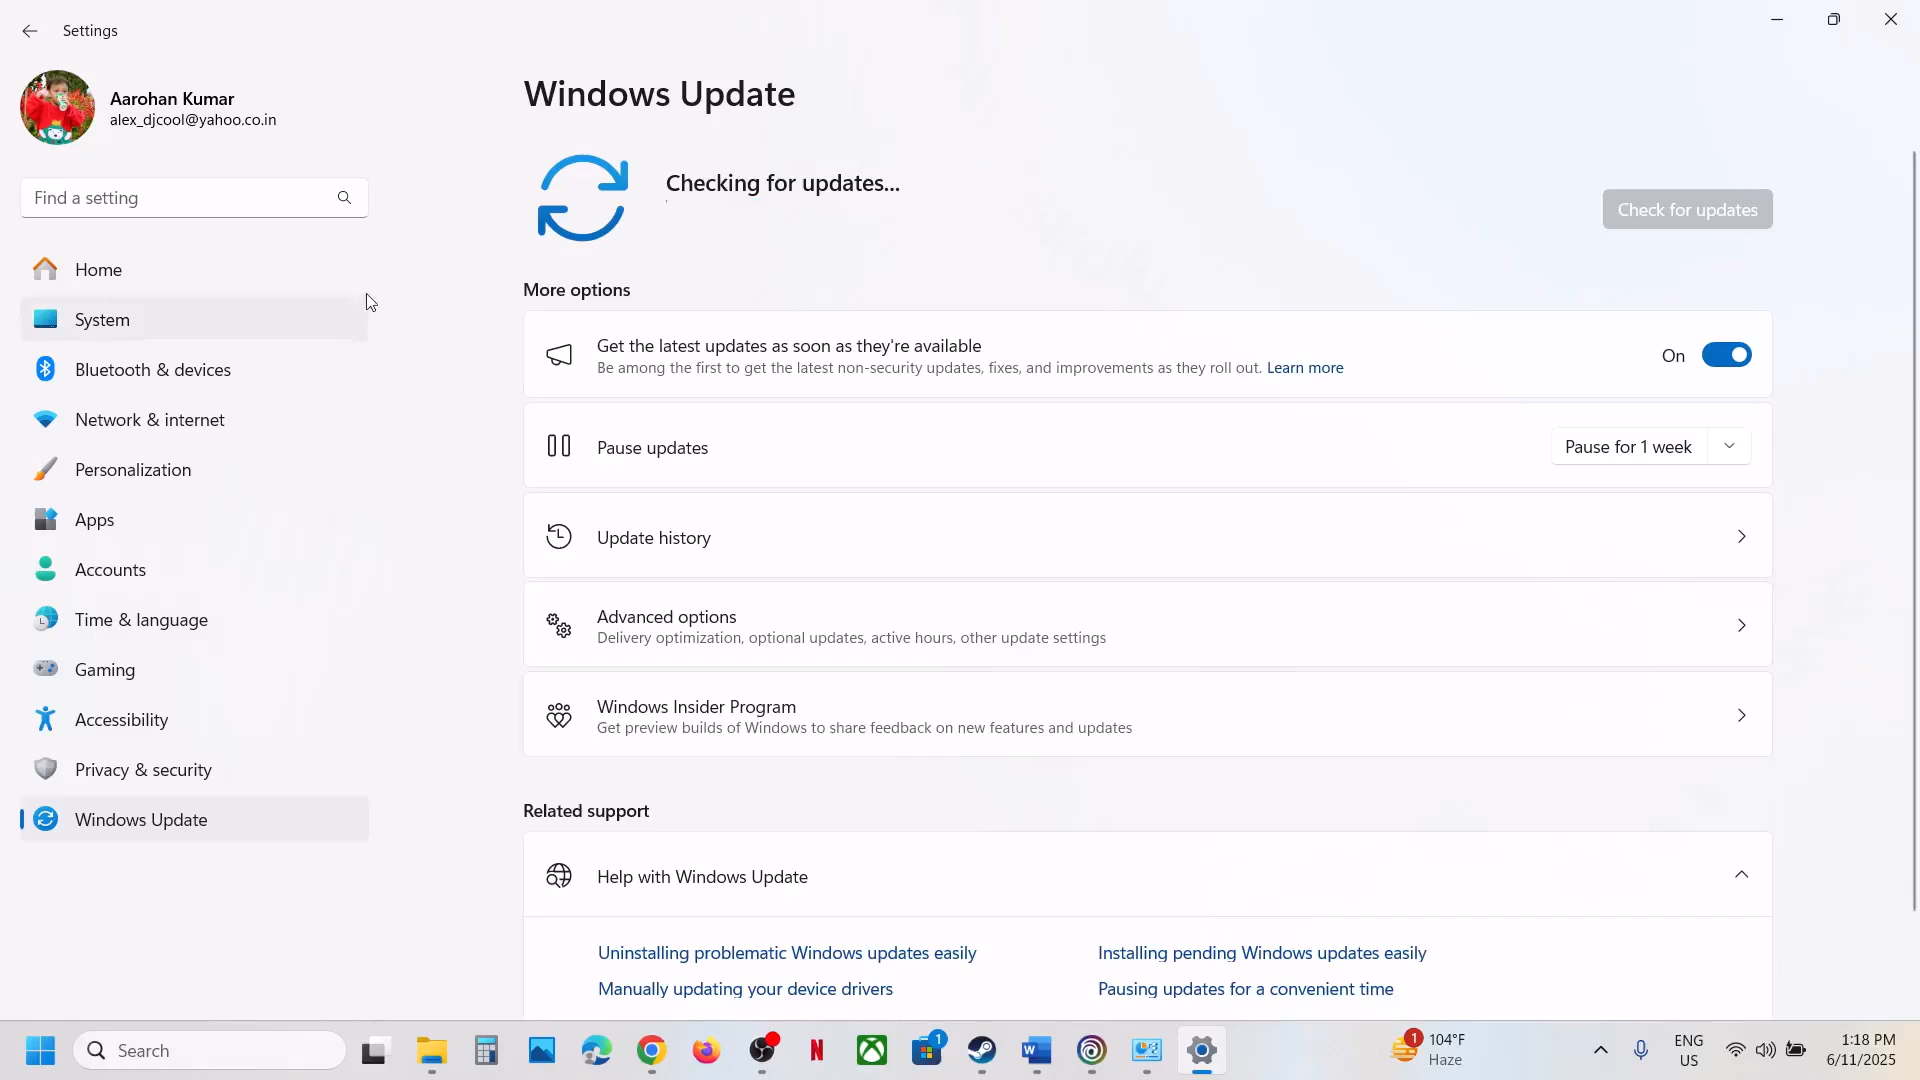 Settings
Aarohan Kumar
alex_djcool@yahoo.co.in
Find a setting
Home
System
Bluetooth & devices
Network & internet
Personalization
Apps
Accounts
Time & language
Gaming
Accessibility
Privacy & security
Windows Update
Windows Update
Checking for updates...
Check for updates
More options
Get the latest updates as soon as they're available
Be among the first to get the latest non-security updates, fixes, and improvements as they roll out. Learn more
On
Pause updates
Pause for 1 week
Update history
Advanced options
Delivery optimization, optional updates, active hours, other update settings
Windows Insider Program
Get preview builds of Windows to share feedback on new features and updates
Related support
Help with Windows Update
Uninstalling problematic Windows updates easily
Installing pending Windows updates easily
Manually updating your device drivers
Pausing updates for a convenient time
Search
1
1
104°F
Haze
ENG
US
1:18 PM
6/11/2025